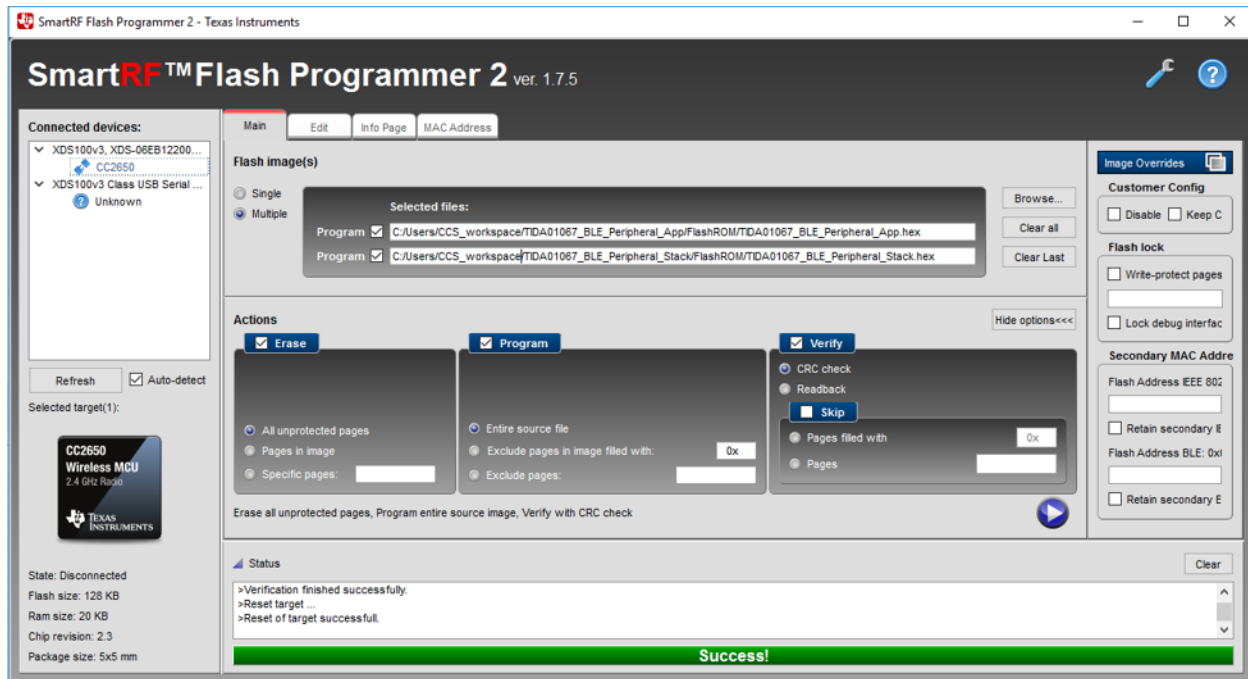 SmartRF Flash Programmer 2 - Texas Instruments
SmartRF™Flash Programmer 2 ver. 1.7.5
Connected devices:
XDS100v3, XDS-06EB12200...
CC2650
XDS100v3 Class USB Serial ...
Unknown
Refresh
Auto-detect
Selected target(1):
CC2650
Wireless MCU
2.4 GHz Radio
TEXAS
INSTRUMENTS
State: Disconnected
Flash size: 128 KB
Ram size: 20 KB
Chip revision: 2.3
Package size: 5x5 mm
Main Edit Info Page MAC Address
Flash image(s)
Single
Multiple
Selected files:
Program C:/Users/CCS_workspace/TIDA01067_BLE_Peripheral_App/FlashROM/TIDA01067_BLE_Peripheral_App.hex
Program C:/Users/CCS_workspace/TIDA01067_BLE_Peripheral_Stack/FlashROM/TIDA01067_BLE_Peripheral_Stack.hex
Browse...
Clear all
Clear Last
Actions
Hide options<<<
Erase
All unprotected pages
Pages in image
Specific pages:
Program
Entire source file
Exclude pages in image filled with: 0x
Exclude pages:
Verify
CRC check
Readback
Skip
Pages filled with 0x
Pages
Erase all unprotected pages, Program entire source image, Verify with CRC check
Status
Clear
>Verification finished successfully.
>Reset target ...
>Reset of target successfull.
Success!
Image Overrides
Customer Config
Disable Keep C
Flash lock
Write-protect pages
Lock debug interfac
Secondary MAC Addre
Flash Address IEEE 802
Retain secondary IE
Flash Address BLE: 0x
Retain secondary E